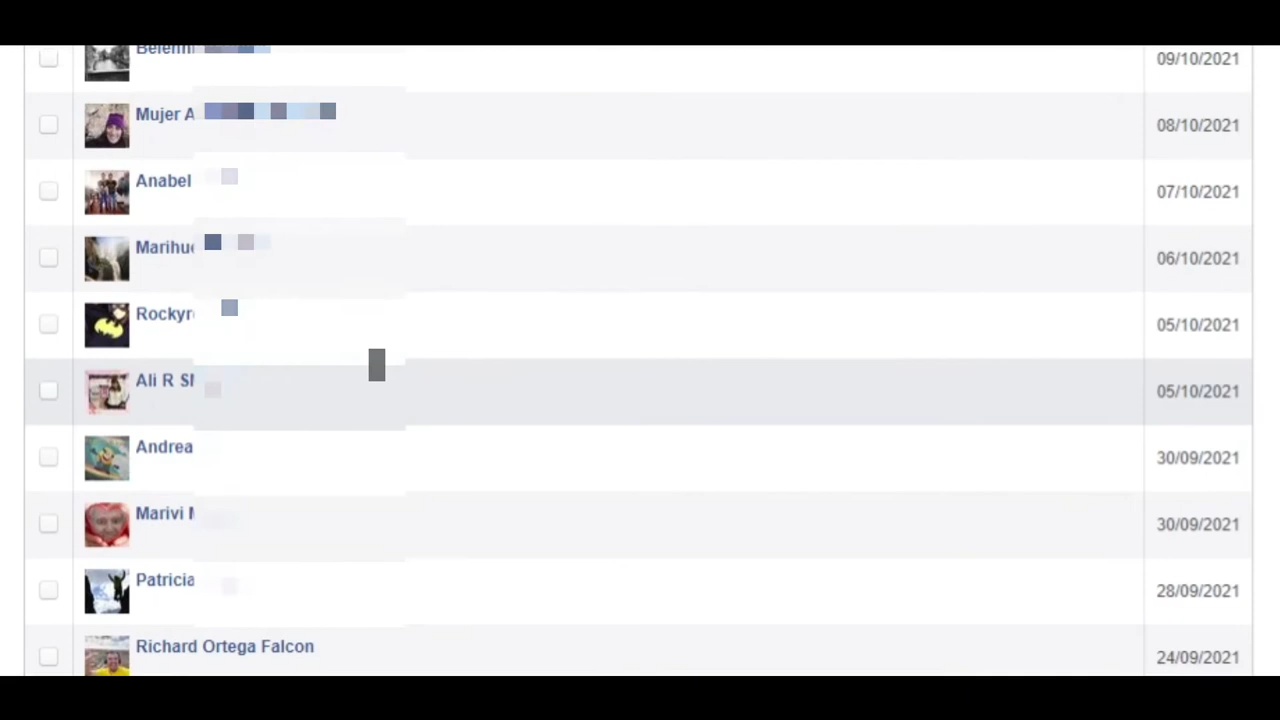 09/10/2021
Mujer A
08/10/2021
Anabel
07/10/2021
Marihue
06/10/2021
Rockyr
05/10/2021
Ali R
05/10/2021
Andrea
30/09/2021
Marivi
30/09/2021
Patricia
28/09/2021
Richard Ortega Falcon
24/09/2021